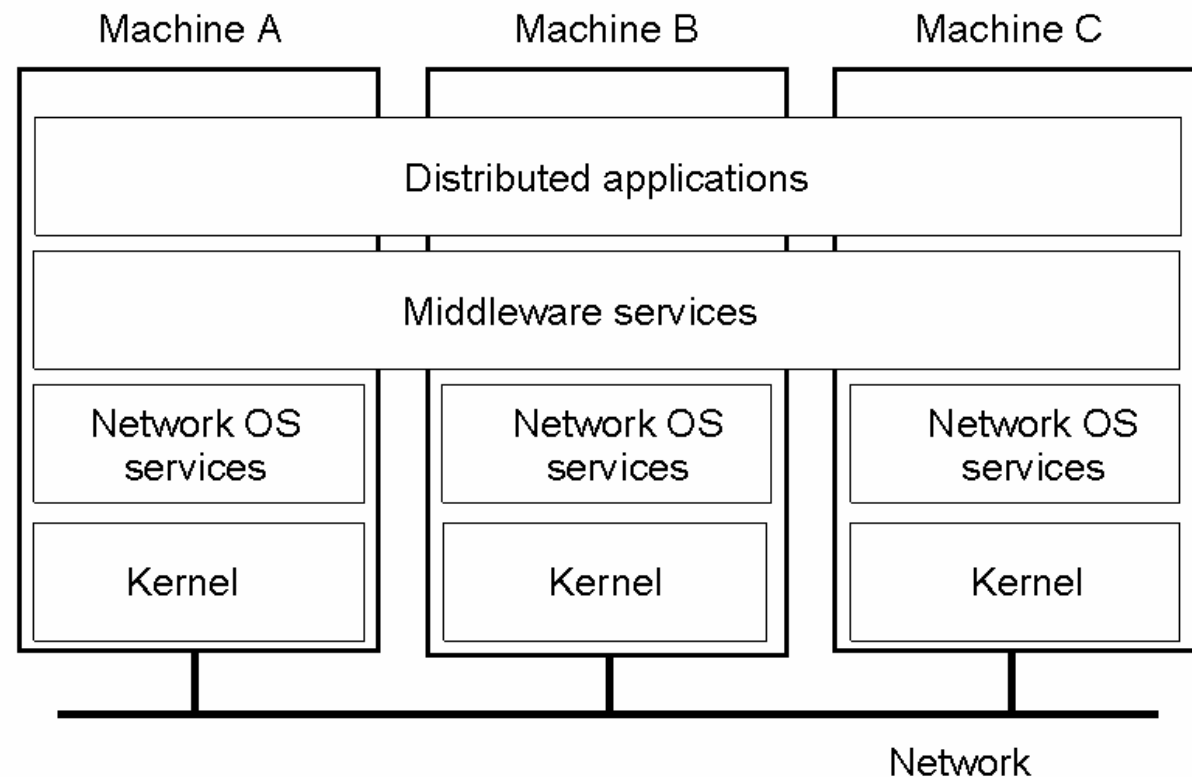 Machine A
Machine B
Machine C
Distributed applications
Middleware services
Network OS
services
Network OS
services
Network OS
services
Kernel
Kernel
Kernel
Network